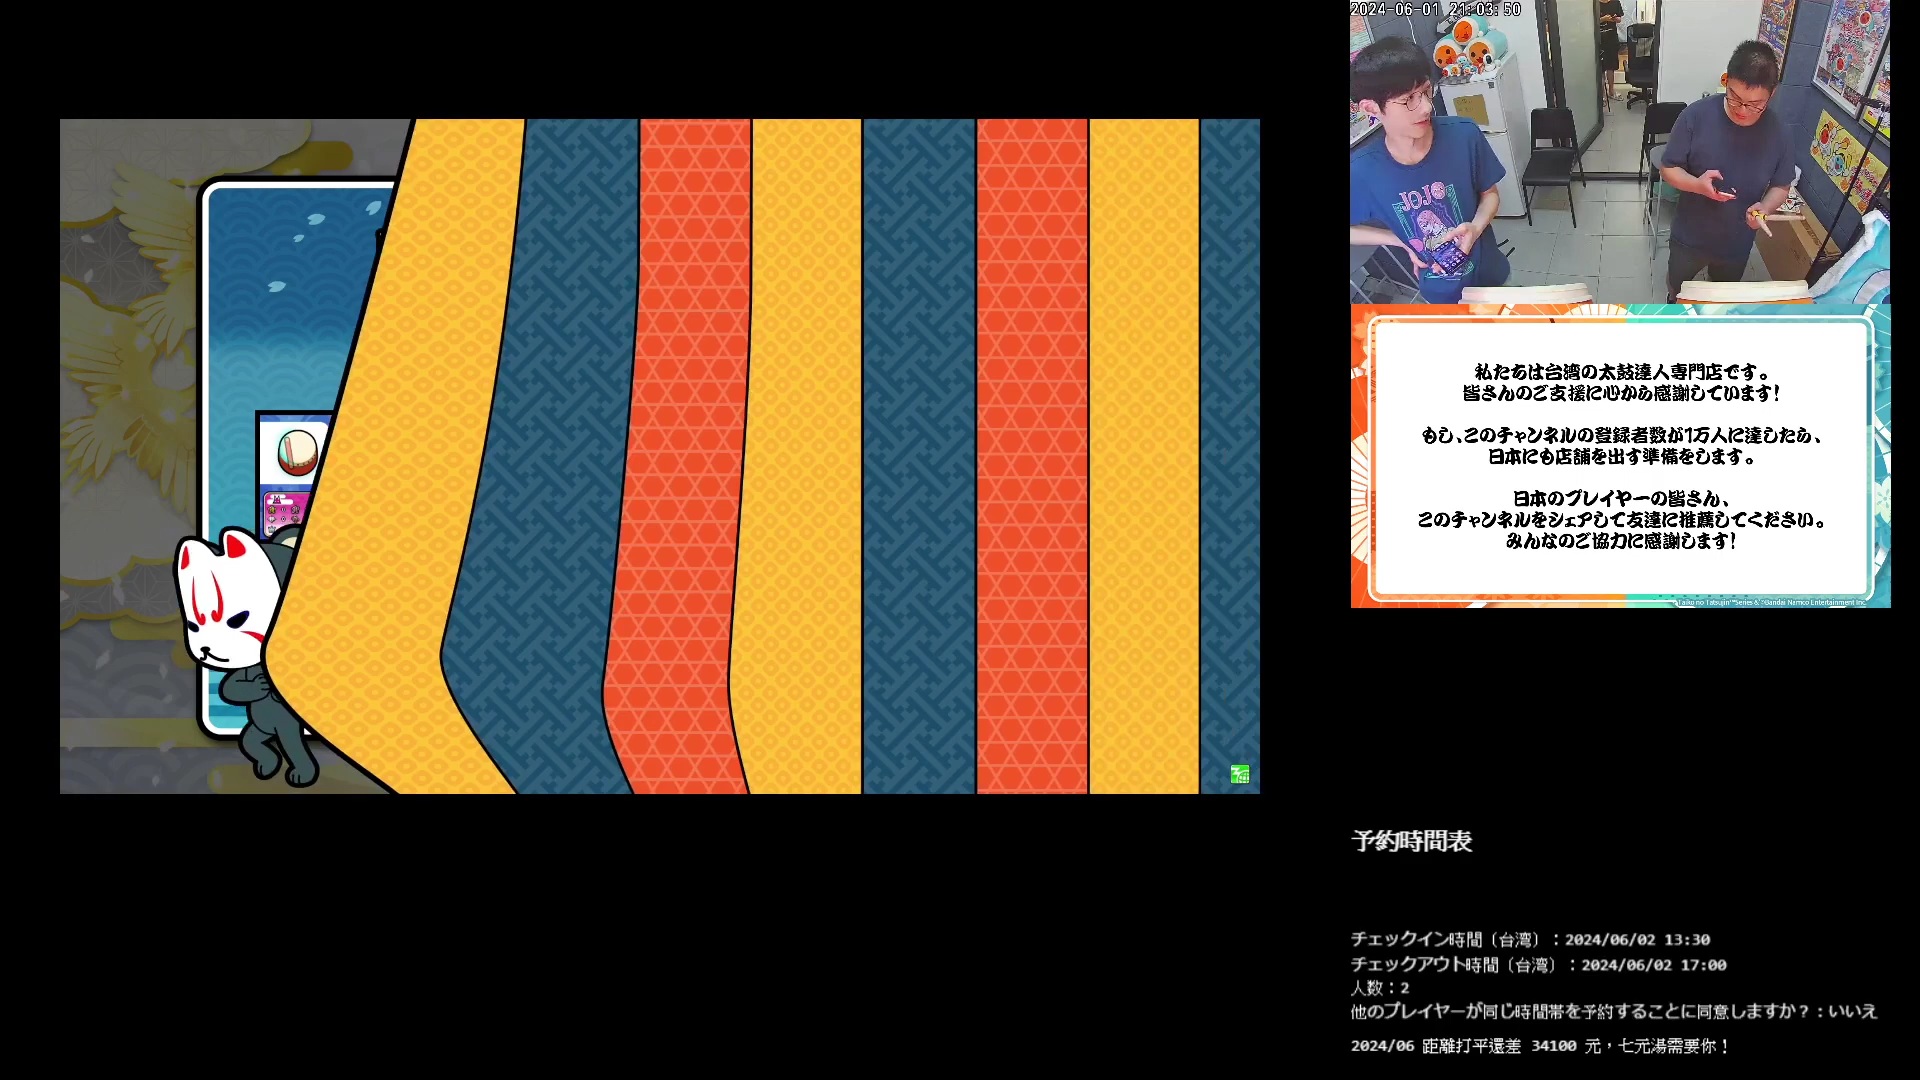 2024-06-01 21:03:50
JOJO
私たちは台湾の太鼓達人専門店です。
皆さんのご支援に心から感謝しています!
もし、このチャンネルの登録者数が1万人に達したら、
日本にも店舗を出す準備をします。
日本のプレイヤーの皆さん、
このチャンネルをシェアして友達に推薦してください。
みんなのご協力に感謝します!
Taiko no Tatsujin™Series & ©Bandai Namco Entertainment Inc.
予約時間表
チェックイン時間〔台湾〕：2024/06/02 13:30
チェックアウト時間〔台湾〕：2024/06/02 17:00
人数：2
他のプレイヤーが同じ時間帯を予約することに同意しますか？：いいえ
2024/06 距離打平還差 34100 元，七元湯需要你！